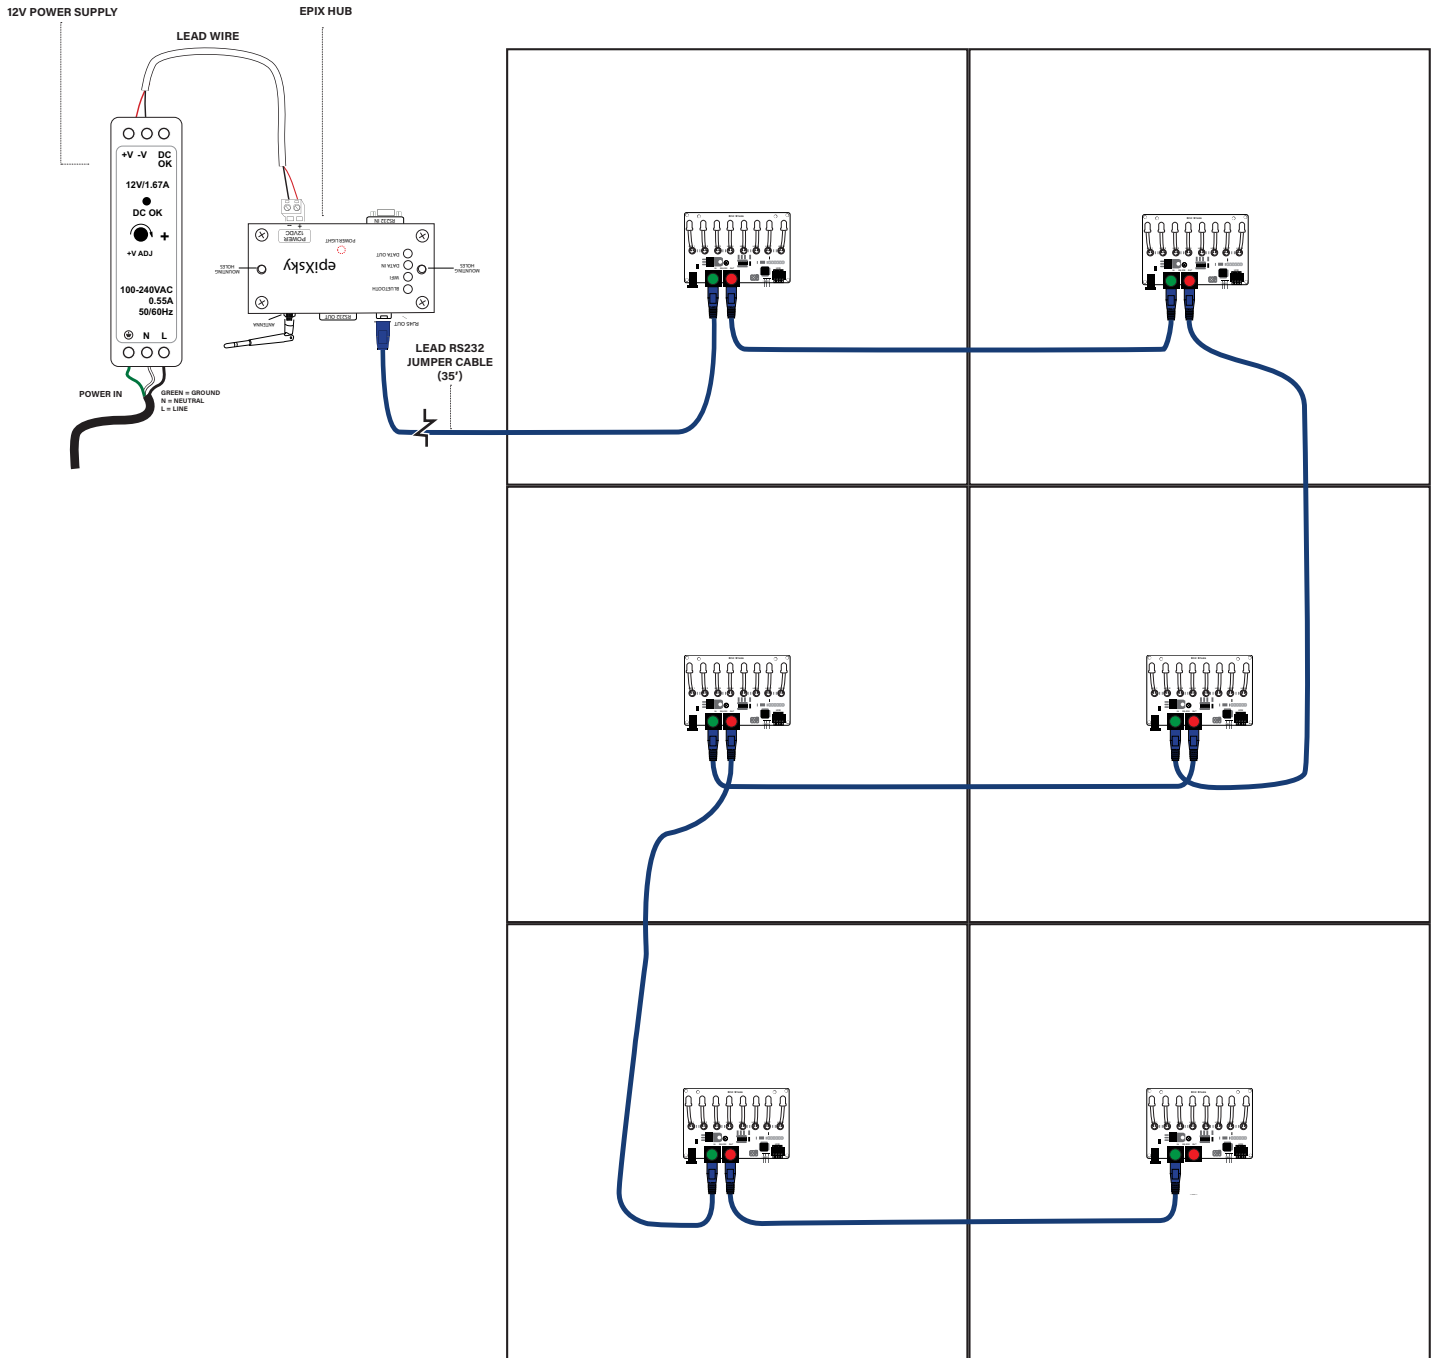 12V POWER SUPPLY
EPIX HUB
LEAD WIRE
+V -V DC
OK
12V/1.67A
DC OK
+
+V ADJ
100-240VAC
0.55A
50/60Hz
N L
POWER IN
GREEN = GROUND
N = NEUTRAL
L = LINE
RS232 IN
- +
POWER
12VDC
POWER LIGHT
DATA OUT
DATA IN
WIFI
BLUETOOTH
epiXsky
MOUNTING
HOLES
MOUNTING
HOLES
ANTENNA
RS232 OUT
RJ45 OUT
LEAD RS232
JUMPER CABLE
(35')